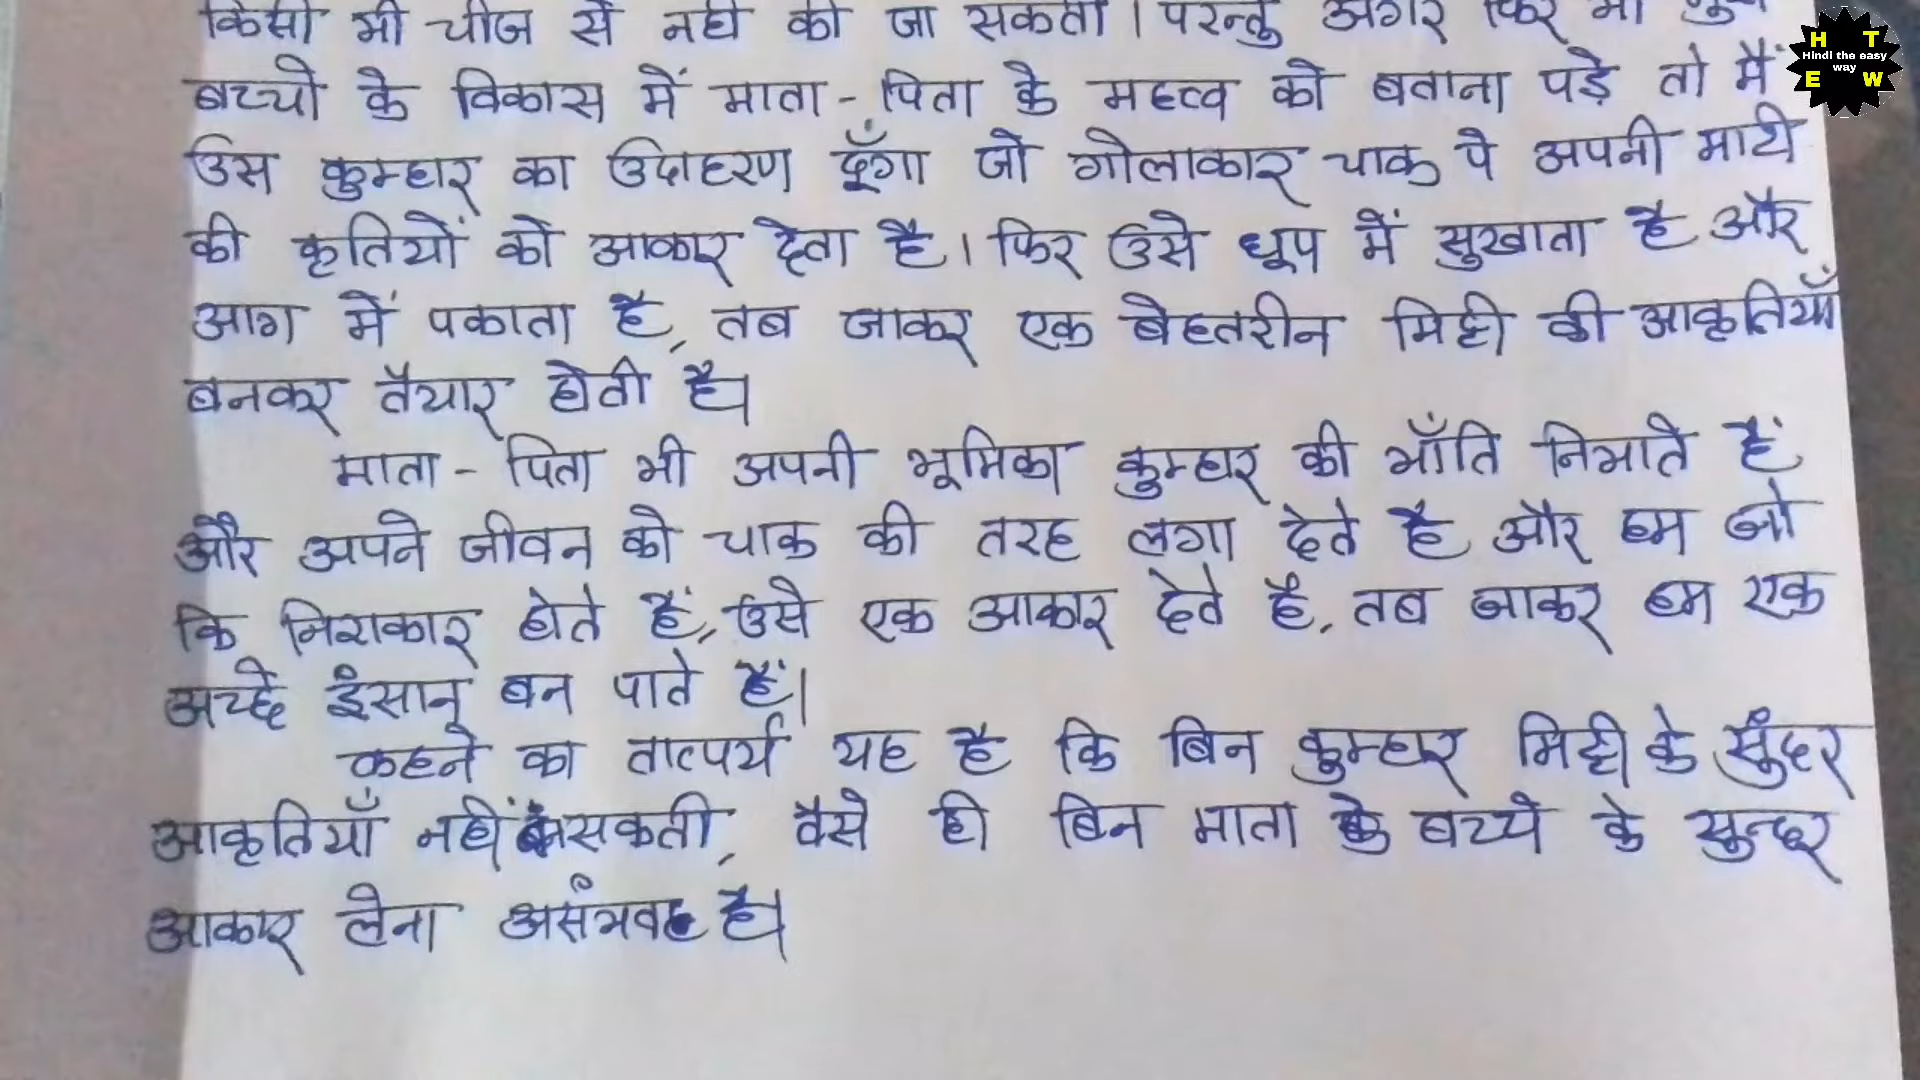 किसी भी चीज से नही की जा सकती । परन्तु अगर फिर भी
बच्चो के विकास में माता - पिता के महत्व को बताना पड़े तो मैं
उस कुम्हार का उदाहरण दूँगा जो गोलाकार चाक पे अपनी माटी
की कृतियों को आकार देता है । फिर उसे धूप में सुखाता है और
आग में पकाता है, तब जाकर एक बेहतरीन मिट्टी की आकृतियाँ
बनकर तैयार होती है।
माता - पिता भी अपनी भूमिका कुम्हार की भाँति निभाते हैं
और अपने जीवन को चाक की तरह लगा देते है और हम जो
कि निराकार होते हैं, उसे एक आकार देते है, तब जाकर हम एक
अच्छे इंसान बन पाते हैं।
कहने का तात्पर्य यह है कि बिन कुम्हार मिट्टी के सुंदर
आकृतियाँ नहीं बन सकती, वैसे ही बिन माता के बच्चे के सुन्दर
आकार लेना है।
H T
Hindi the easy
way
E W